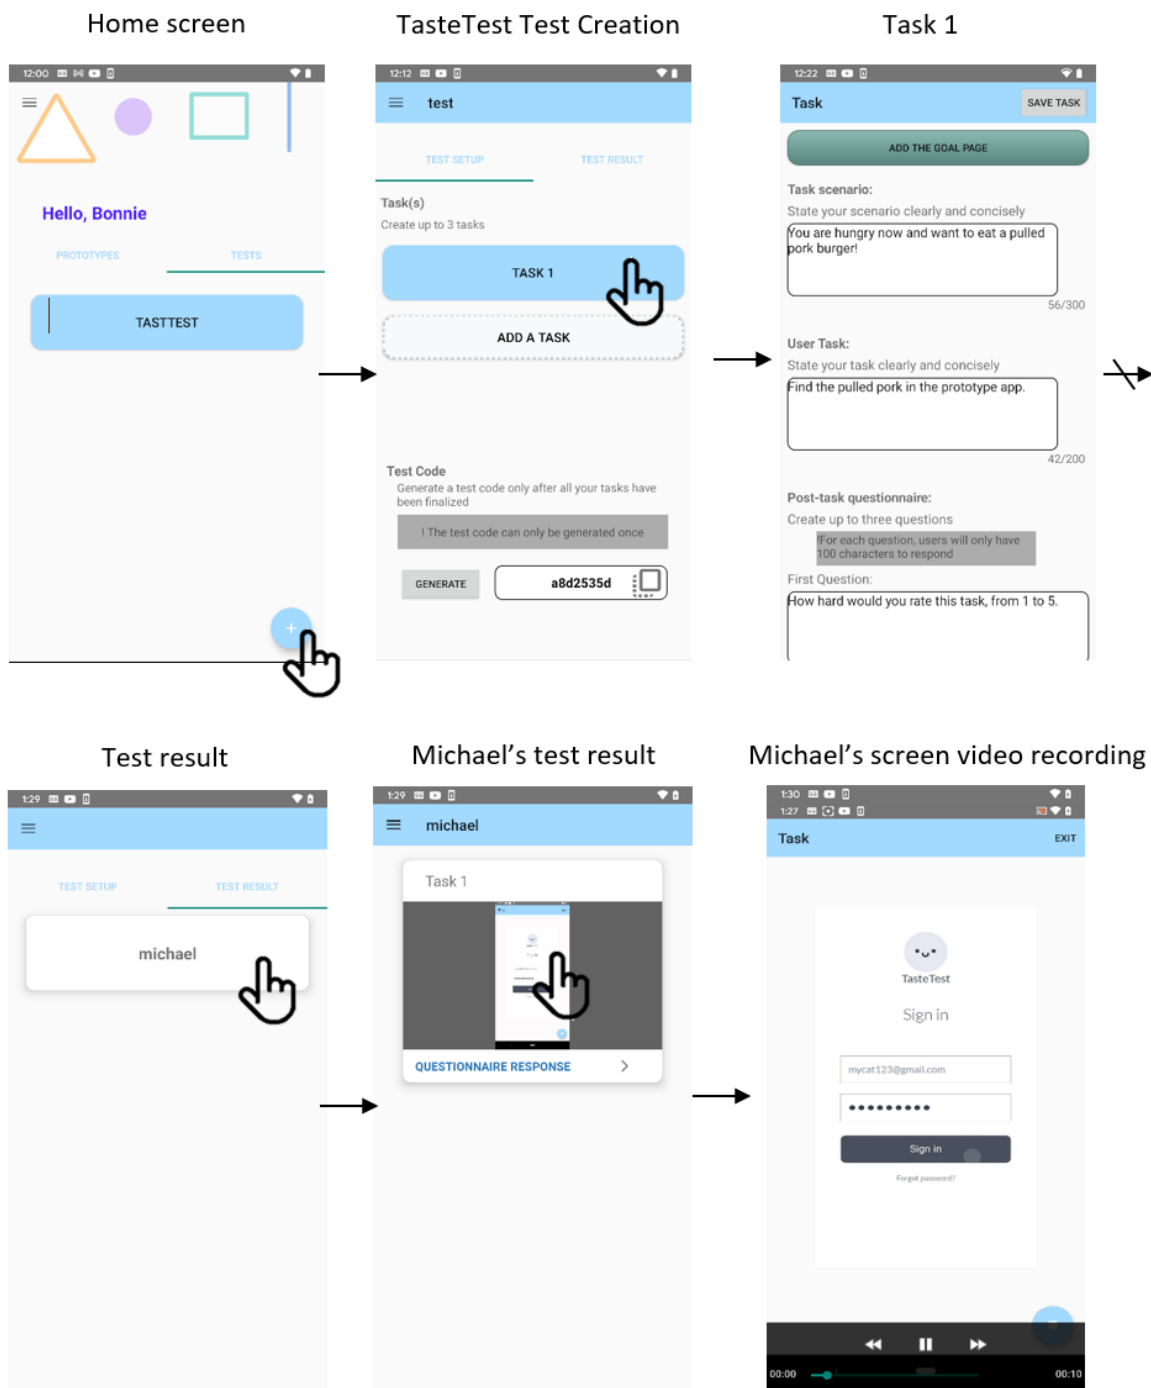 Home screen
TasteTest Test Creation
Task 1
12:00
Hello, Bonnie
PROTOTYPES
TESTS
TASTTEST
+
12:12
test
TEST SETUP
TEST RESULT
Task(s)
Create up to 3 tasks
TASK 1
ADD A TASK
Test Code
Generate a test code only after all your tasks have
been finalized
! The test code can only be generated once
GENERATE
a8d2535d
12:22
Task
SAVE TASK
ADD THE GOAL PAGE
Task scenario:
State your scenario clearly and concisely
You are hungry now and want to eat a pulled
pork burger!
56/300
User Task:
State your task clearly and concisely
Find the pulled pork in the prototype app.
42/200
Post-task questionnaire:
Create up to three questions
!For each question, users will only have
100 characters to respond
First Question:
How hard would you rate this task, from 1 to 5.
Test result
Michael's test result
Michael's screen video recording
1:29
TEST SETUP
TEST RESULT
michael
1:29
michael
Task 1
QUESTIONNAIRE RESPONSE
1:30
1:27
Task
EXIT
TasteTest
Sign in
mycat123@gmail.com
Sign in
Forgot password?
00:00
00:10